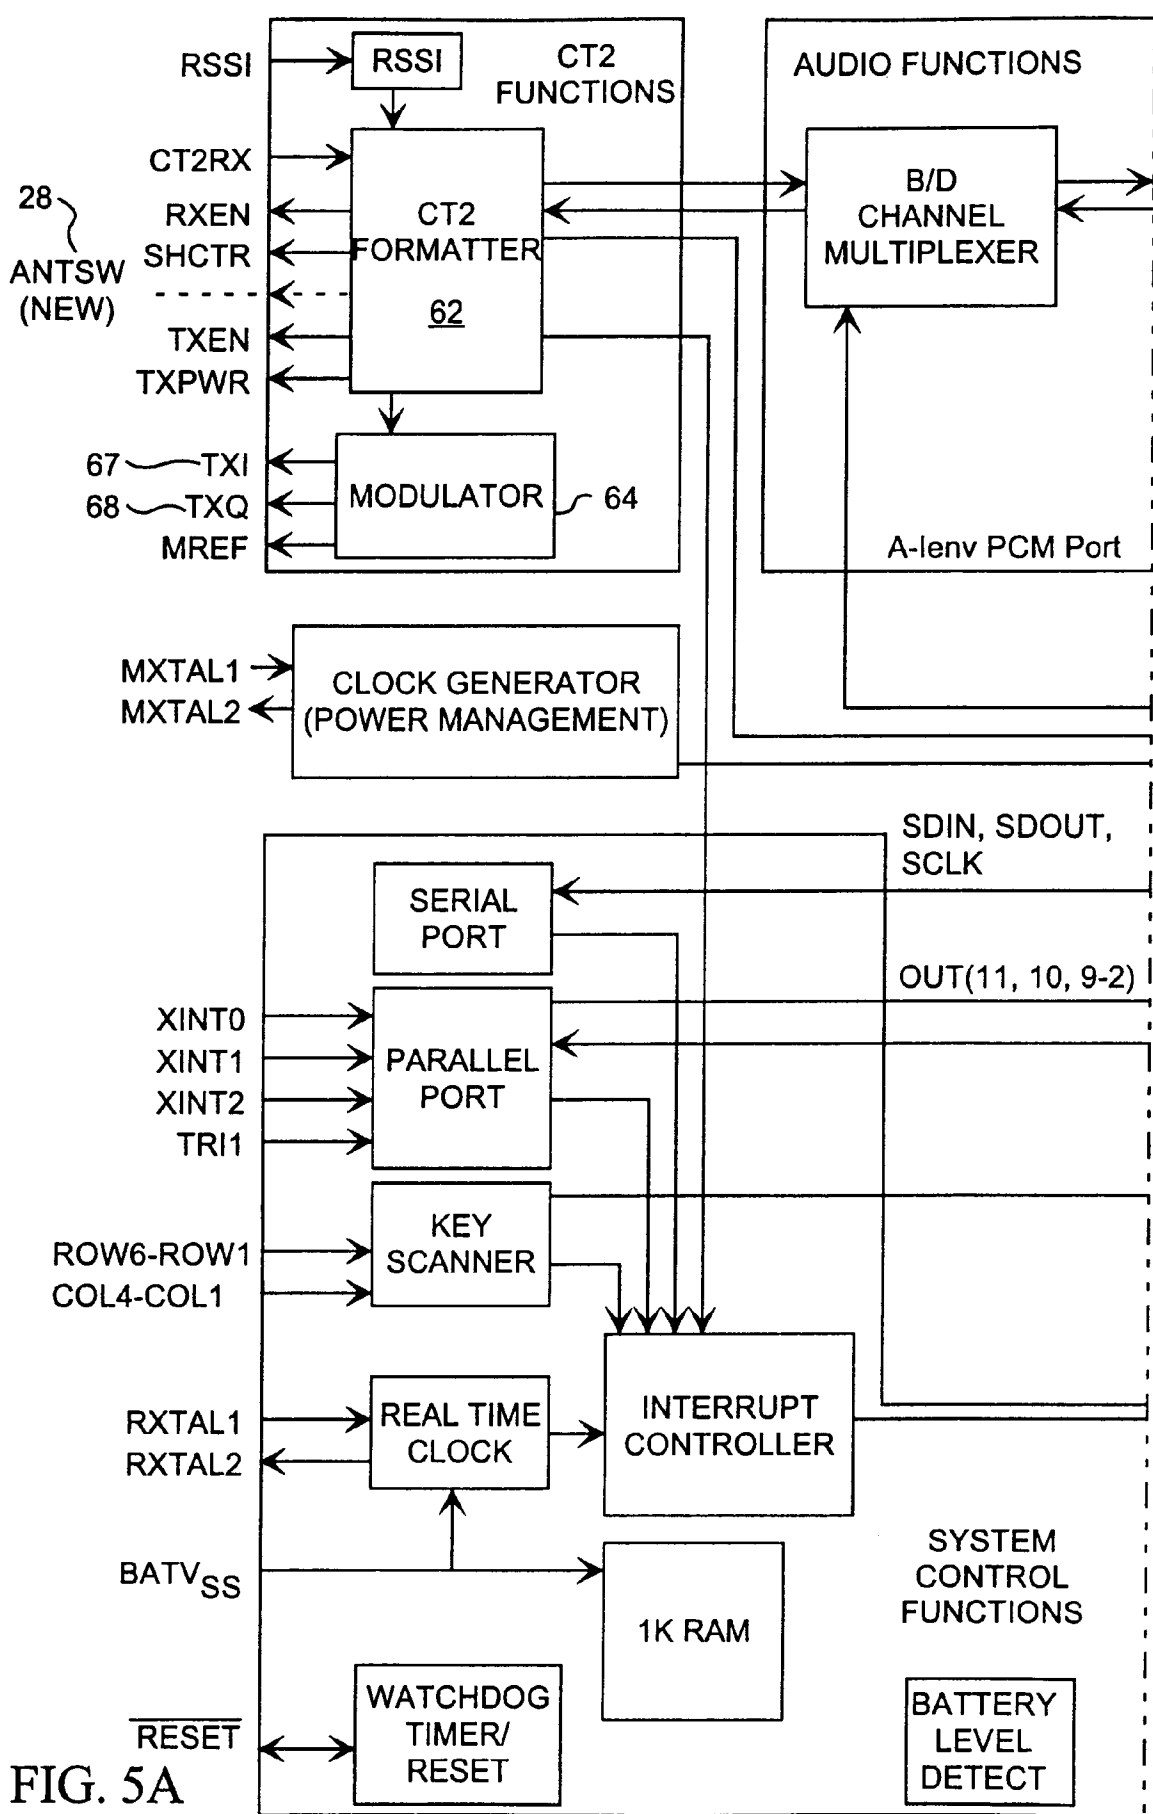 RSSI
RSSI
CT2
FUNCTIONS
AUDIO FUNCTIONS
CT2RX
28
RXEN
SHCTR
ANTSW
(NEW)
TXEN
TXPWR
CT2
FORMATTER
62
B/D
CHANNEL
MULTIPLEXER
67
TXI
68
TXQ
MREF
MODULATOR
64
A-lenv PCM Port
MXTAL1
MXTAL2
CLOCK GENERATOR
(POWER MANAGEMENT)
SDIN, SDOUT,
SCLK
SERIAL
PORT
OUT(11, 10, 9-2)
XINT0
XINT1
XINT2
TRI1
PARALLEL
PORT
ROW6-ROW1
COL4-COL1
KEY
SCANNER
RXTAL1
RXTAL2
REAL TIME
CLOCK
INTERRUPT
CONTROLLER
BATVSS
1K RAM
SYSTEM
CONTROL
FUNCTIONS
RESET
WATCHDOG
TIMER/
RESET
BATTERY
LEVEL
DETECT
FIG. 5A